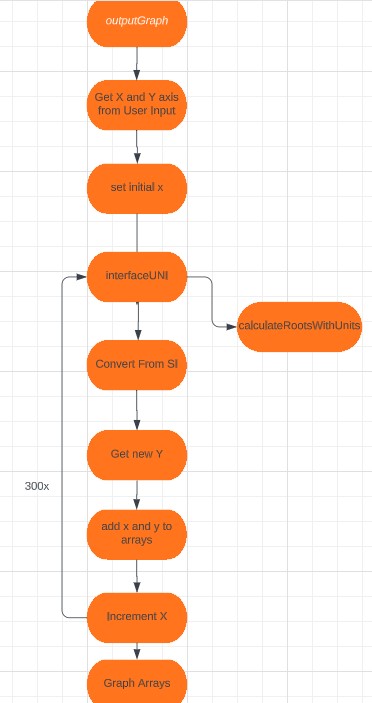 outputGraph
Get X and Y axis
from User Input
set initial x
interfaceUNI
calculateRootsWithUnits
Convert From SI
Get new Y
300x
add x and y to
arrays
Increment X
Graph Arrays